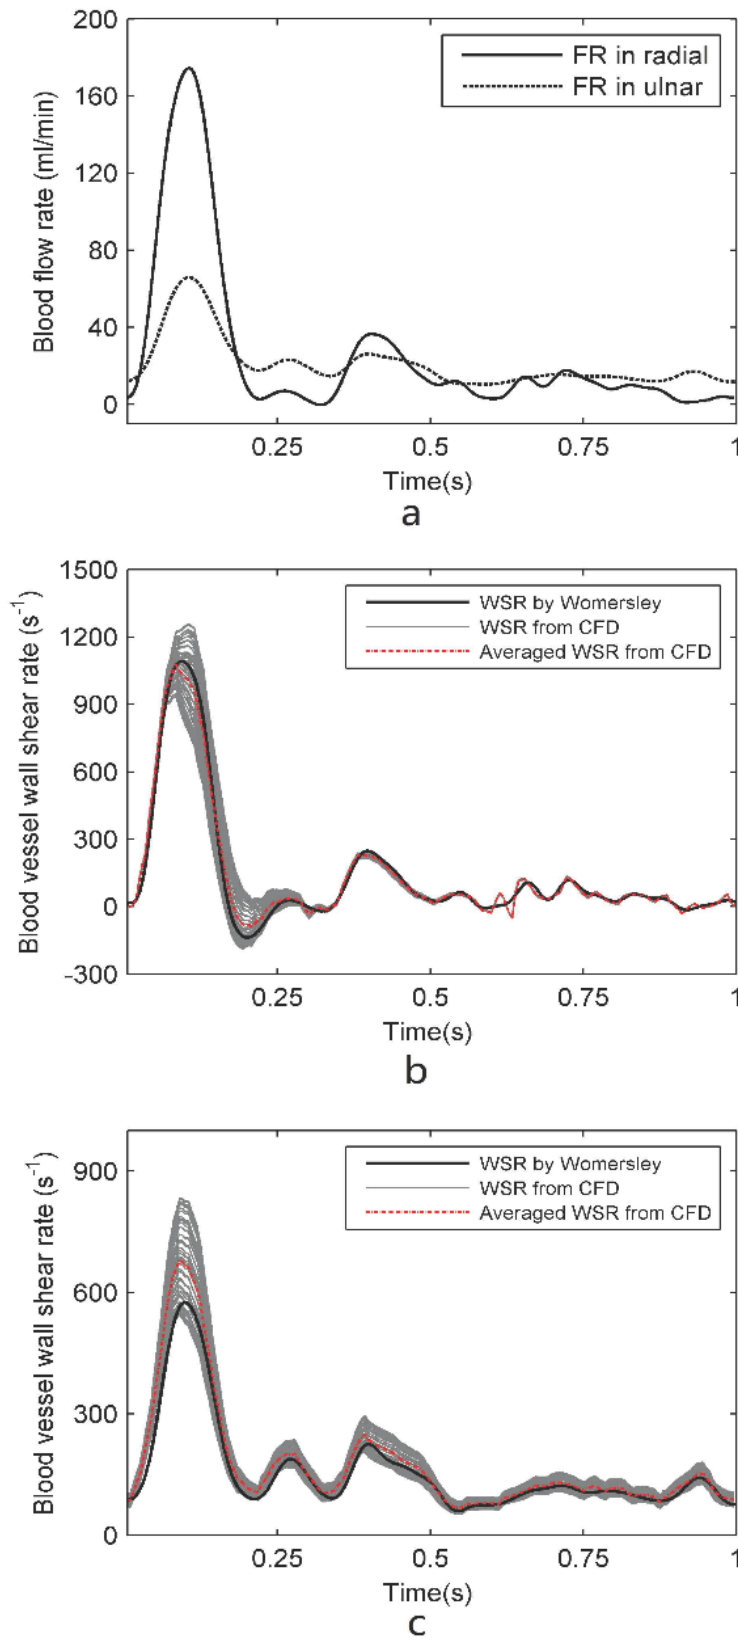 200
160
120
80
40
0
Blood flow rate (ml/min)
FR in radial
FR in ulnar
0.25
0.5
0.75
1
Time(s)
a
1500
1200
900
600
300
0
-300
Blood vessel wall shear rate (s⁻¹)
WSR by Womersley
WSR from CFD
Averaged WSR from CFD
0.25
0.5
0.75
1
Time(s)
b
900
600
300
0
Blood vessel wall shear rate (s⁻¹)
WSR by Womersley
WSR from CFD
Averaged WSR from CFD
0.25
0.5
0.75
1
Time(s)
c